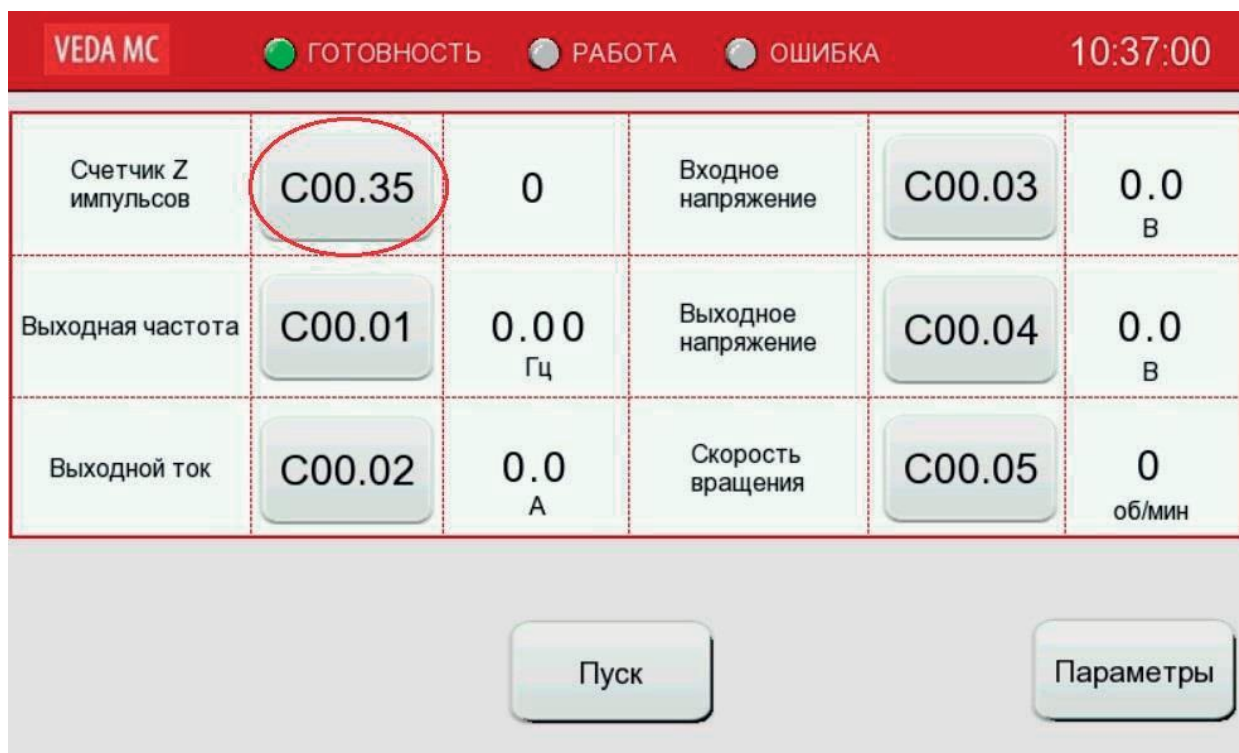 VEDA MC
ГОТОВНОСТЬ
РАБОТА
ОШИБКА
10:37:00
Счетчик Z
импульсов
C00.35
0
Входное
напряжение
C00.03
0.0
В
Выходная частота
C00.01
0.00
Гц
Выходное
напряжение
C00.04
0.0
В
Выходной ток
C00.02
0.0
А
Скорость
вращения
C00.05
0
об/мин
Пуск
Параметры